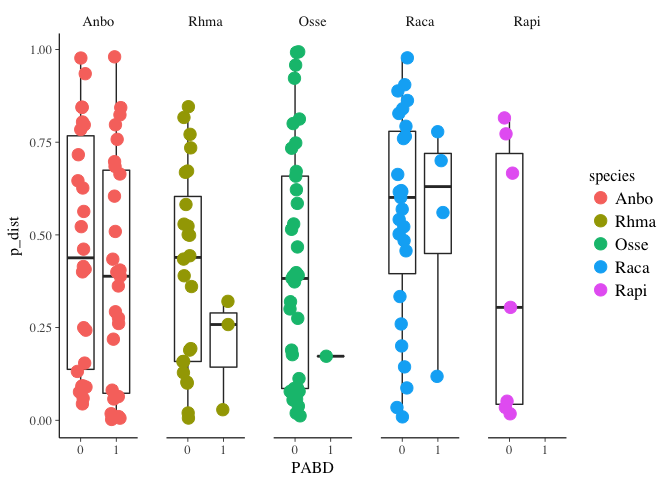 Anbo Rhma Osse Raca Rapi
1.00
0.75
0.50
0.25
0.00
p_dist
0 1 0 1 0 1 0 1 0 1
PABD
species
Anbo
Rhma
Osse
Raca
Rapi